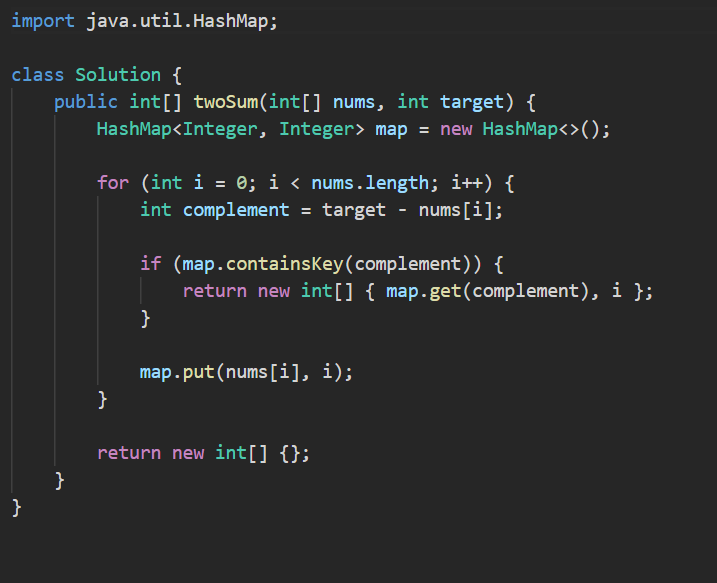 import java.util.HashMap;
class Solution {
public int[] twoSum(int[] nums, int target) {
HashMap<Integer, Integer> map = new HashMap<>();
for (int i = 0; i < nums.length; i++) {
int complement = target - nums[i];
if (map.containsKey(complement)) {
return new int[] { map.get(complement), i };
}
map.put(nums[i], i);
}
return new int[] {};
}
}